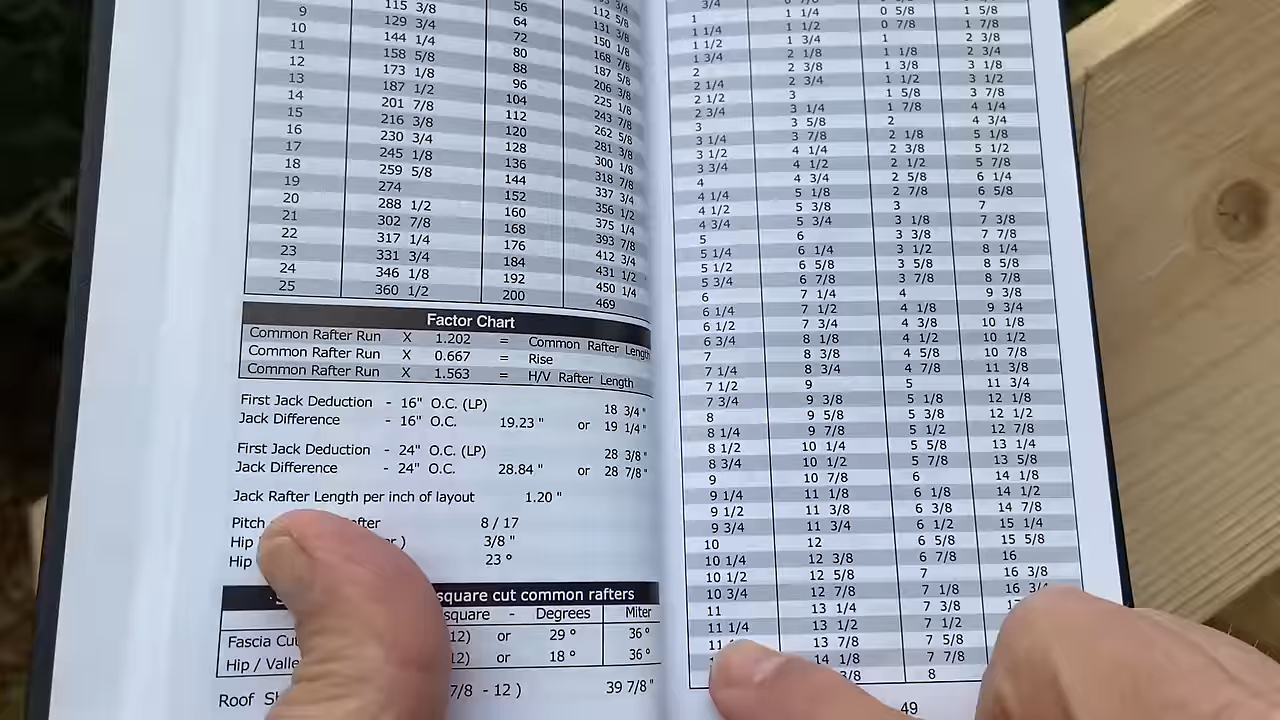 115 3/8 64 150 1/8
9 129 3/4 72 168 7/8
10 144 1/4 80 187 5/8
11 158 5/8 88 206 3/8
12 173 1/8 96 225 1/8
13 187 1/2 104 243 7/8
14 201 7/8 112 262 5/8
15 216 3/8 120 281 3/8
16 230 3/4 128 300 1/8
17 245 1/8 136 318 7/8
18 259 5/8 144 337 3/4
19 274 152 356 1/2
20 288 1/2 160 375 1/4
21 302 7/8 168 393 7/8
22 317 1/4 176 412 3/4
23 331 3/4 184 431 1/2
24 346 1/8 192 450 1/4
25 360 1/2 200 469
Factor Chart
Common Rafter Run X 1.202 = Common Rafter Length
Common Rafter Run X 0.667 = Rise
Common Rafter Run X 1.563 = H/V Rafter Length
First Jack Deduction - 16" O.C. (LP) 18 3/4"
Jack Difference - 16" O.C. 19.23 " or 19 1/4"
First Jack Deduction - 24" O.C. (LP) 28 3/8"
Jack Difference - 24" O.C. 28.84 " or 28 7/8"
Jack Rafter Length per inch of layout 1.20 "
Pitch 8 / 17
Hip ) 3/8 "
Hip 23 °
square cut common rafters
square - Degrees Miter
Fascia 12) or 29 ° 36 °
Hip / 12) or 18 ° 36 °
Roof 7/8 - 12 ) 39 7/8"
1 1 1/4 0 5/8 1 5/8
1 1/4 1 1/2 0 7/8 1 7/8
1 1/2 1 3/4 1 2 3/8
1 3/4 2 1/8 1 1/8 2 3/4
2 2 3/8 1 3/8 3 1/8
2 1/4 2 3/4 1 1/2 3 1/2
2 1/2 3 1 5/8 3 7/8
2 3/4 3 1/4 1 7/8 4 1/4
3 3 5/8 2
3 1/4 3 7/8 2 1/8 5 1/8
3 1/2 4 1/4 2 3/8 5 1/2
3 3/4 4 1/2 2 1/2 5 7/8
4 4 3/4 2 5/8 6 1/4
4 1/4 5 1/8 2 7/8 6 5/8
4 1/2 5 3/8 3 7
4 3/4 5 3/4 3 1/8 7 3/8
5 6 3 3/8 7 7/8
5 1/4 6 1/4 3 1/2 8 1/4
5 1/2 6 5/8 3 5/8 8 5/8
5 3/4 6 7/8 3 7/8 8 7/8
6 7 1/4 4 9 3/8
6 1/4 7 1/2 4 1/8 9 3/4
6 1/2 7 3/4 4 3/8 10 1/8
6 3/4 8 1/8 4 1/2 10 1/2
7 8 3/8 4 5/8 10 7/8
7 1/4 8 3/4 4 7/8 11 3/8
7 1/2 9 5 11 3/4
7 3/4 9 3/8 5 1/8 12 1/8
8 9 5/8 5 3/8 12 1/2
8 1/4 9 7/8 5 1/2 12 7/8
8 1/2 10 1/4 5 5/8 13 1/4
8 3/4 10 1/2 5 7/8 13 5/8
9 10 7/8 6 14 1/8
9 1/4 11 1/8 6 1/8 14 1/2
9 1/2 11 3/8 6 3/8 14 7/8
9 3/4 11 3/4 6 1/2 15 1/4
10 12 6 5/8 15 5/8
10 1/4 12 3/8 6 7/8 16
10 1/2 12 5/8 7 16 3/8
10 3/4 12 7/8 7 1/8 16 3/4
11 13 1/4 7 3/8
11 1/4 13 1/2 7 1/2
11 13 7/8 7 5/8
14 1/8 7 7/8
3/8 8
49